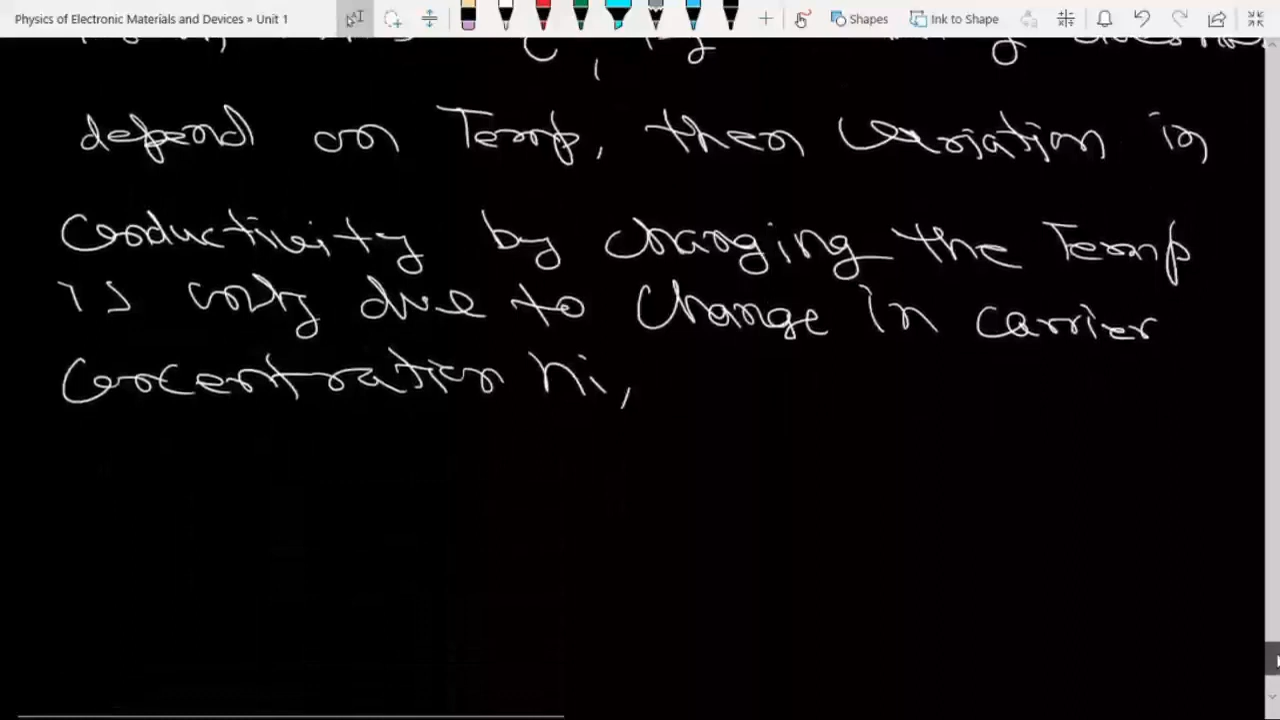 Physics of Electronic Materials and Devices » Unit 1
Shapes
Ink to Shape
depend on Temp, then variation in
conductivity by changing the Temp
is only due to change in carrier
concentration ni,